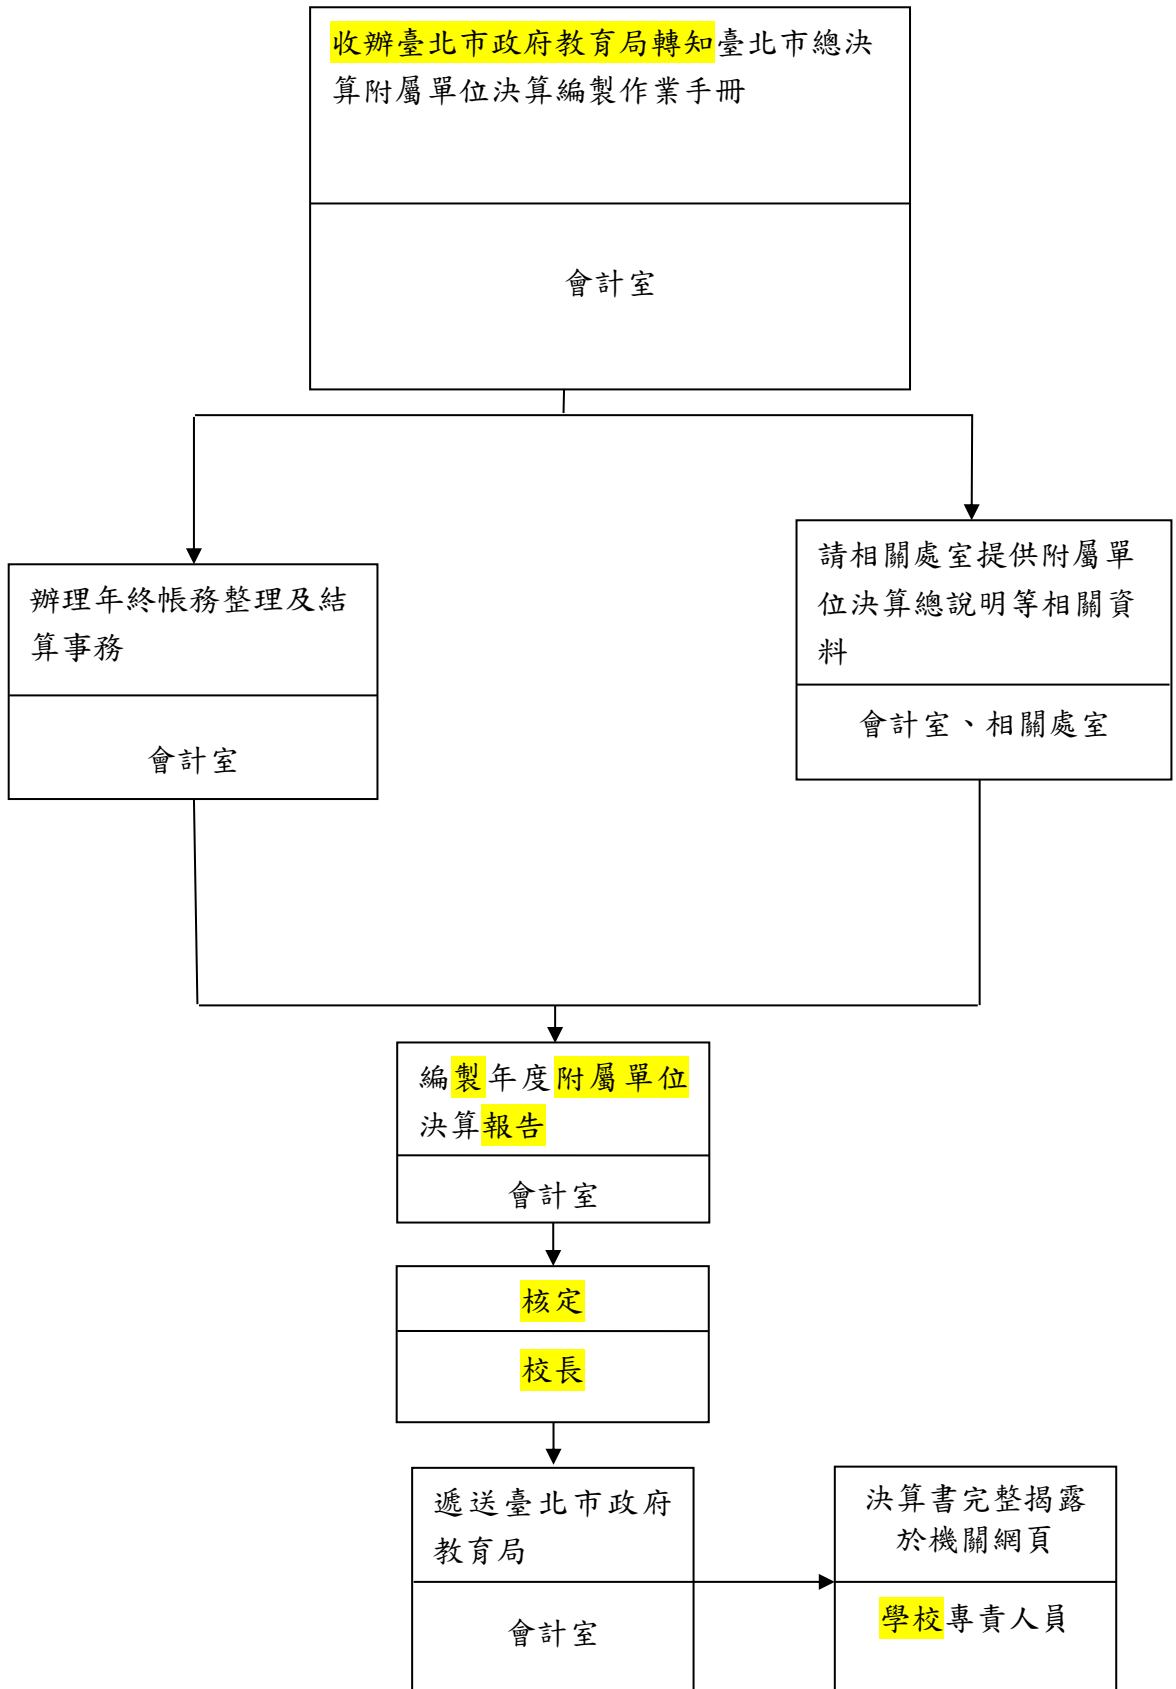 收辦臺北市政府教育局轉知臺北市總決
算附屬單位決算編製作業手冊
會計室
辦理年終帳務整理及結
算事務
會計室
請相關處室提供附屬單
位決算總說明等相關資
料
會計室、相關處室
編製年度附屬單位
決算報告
會計室
核定
校長
遞送臺北市政府
教育局
會計室
決算書完整揭露
於機關網頁
學校專責人員